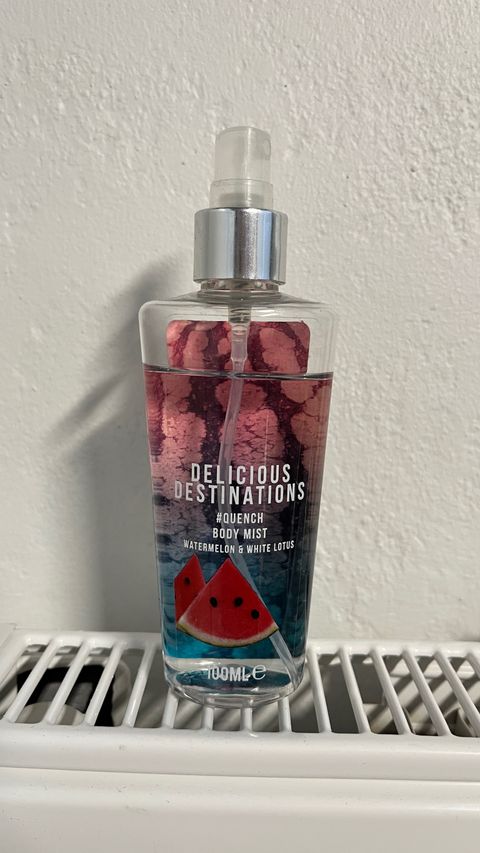 DELICIOUS
DESTINATIONS
#QUENCH
BODY MIST
WATERMELON & WHITE LOTUS
100ML℮